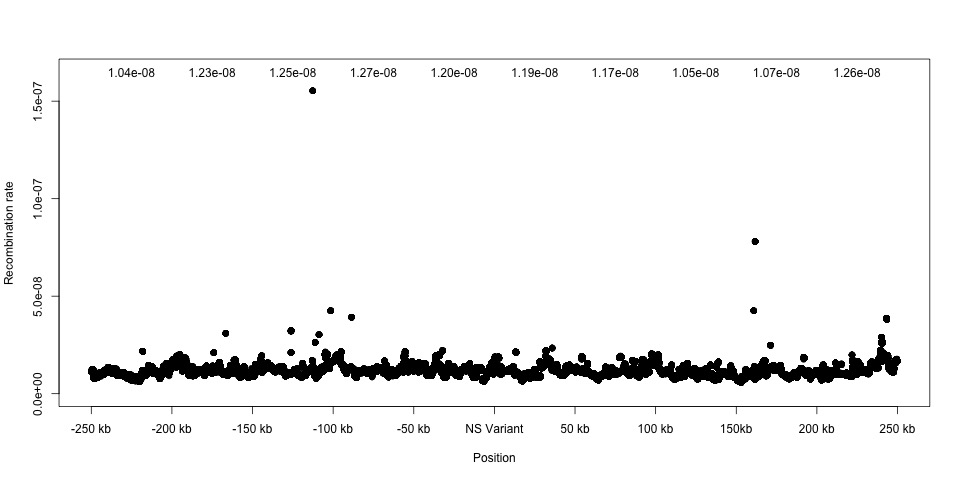 1.04e-08 1.23e-08 1.25e-08 1.27e-08 1.20e-08 1.19e-08 1.17e-08 1.05e-08 1.07e-08 1.26e-08
1.5e-07
1.0e-07
5.0e-08
0.0e+00
Recombination rate
-250 kb -200 kb -150 kb -100 kb -50 kb NS Variant 50 kb 100 kb 150kb 200 kb 250 kb
Position